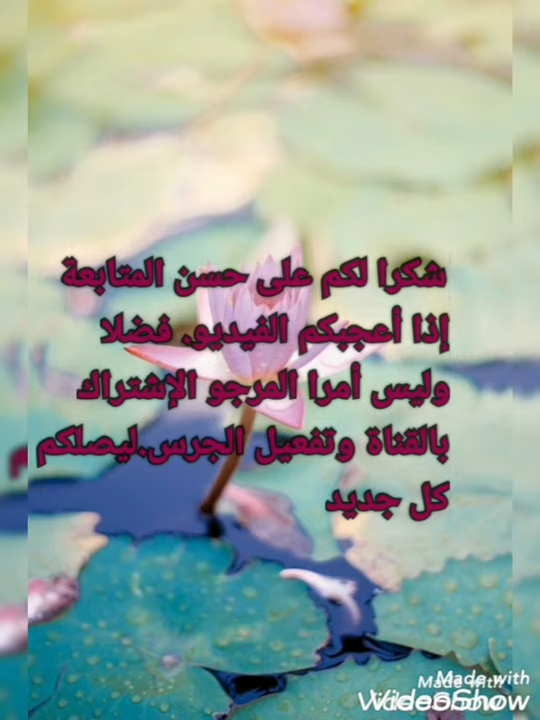 شكرا لكم على حسن المتابعة
إذا أعجبكم الفيديو. فضلا
وليس أمرا المرجو الإشتراك
بالقناة وتفعيل الجرس.ليصلكم
كل جديد
Made with
VideoShow